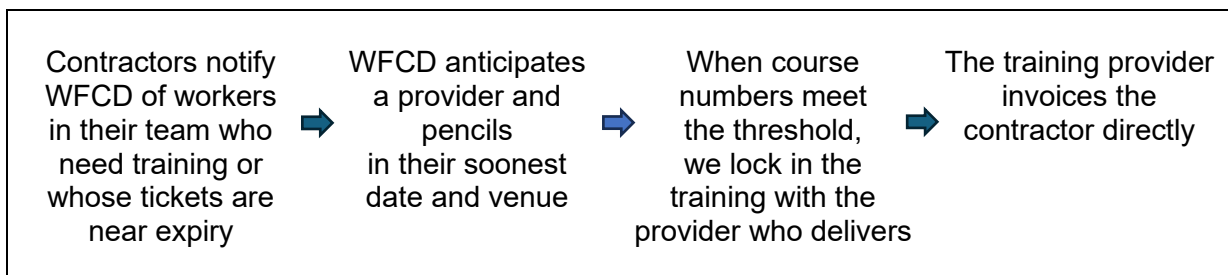 Contractors notify
WFCD of workers
in their team who
need training or
whose tickets are
near expiry
WFCD anticipates
a provider and
pencils
in their soonest
date and venue
When course
numbers meet
the threshold,
we lock in the
training with the
provider who delivers
The training provider
invoices the
contractor directly